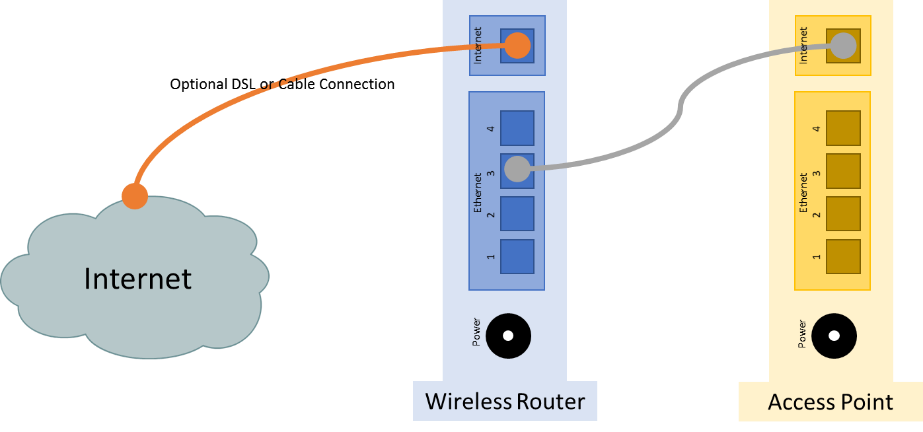 Optional DSL or Cable Connection
Internet
Internet
4
3
2
1
Ethernet
Power
Wireless Router
Internet
4
3
2
1
Ethernet
Power
Access Point